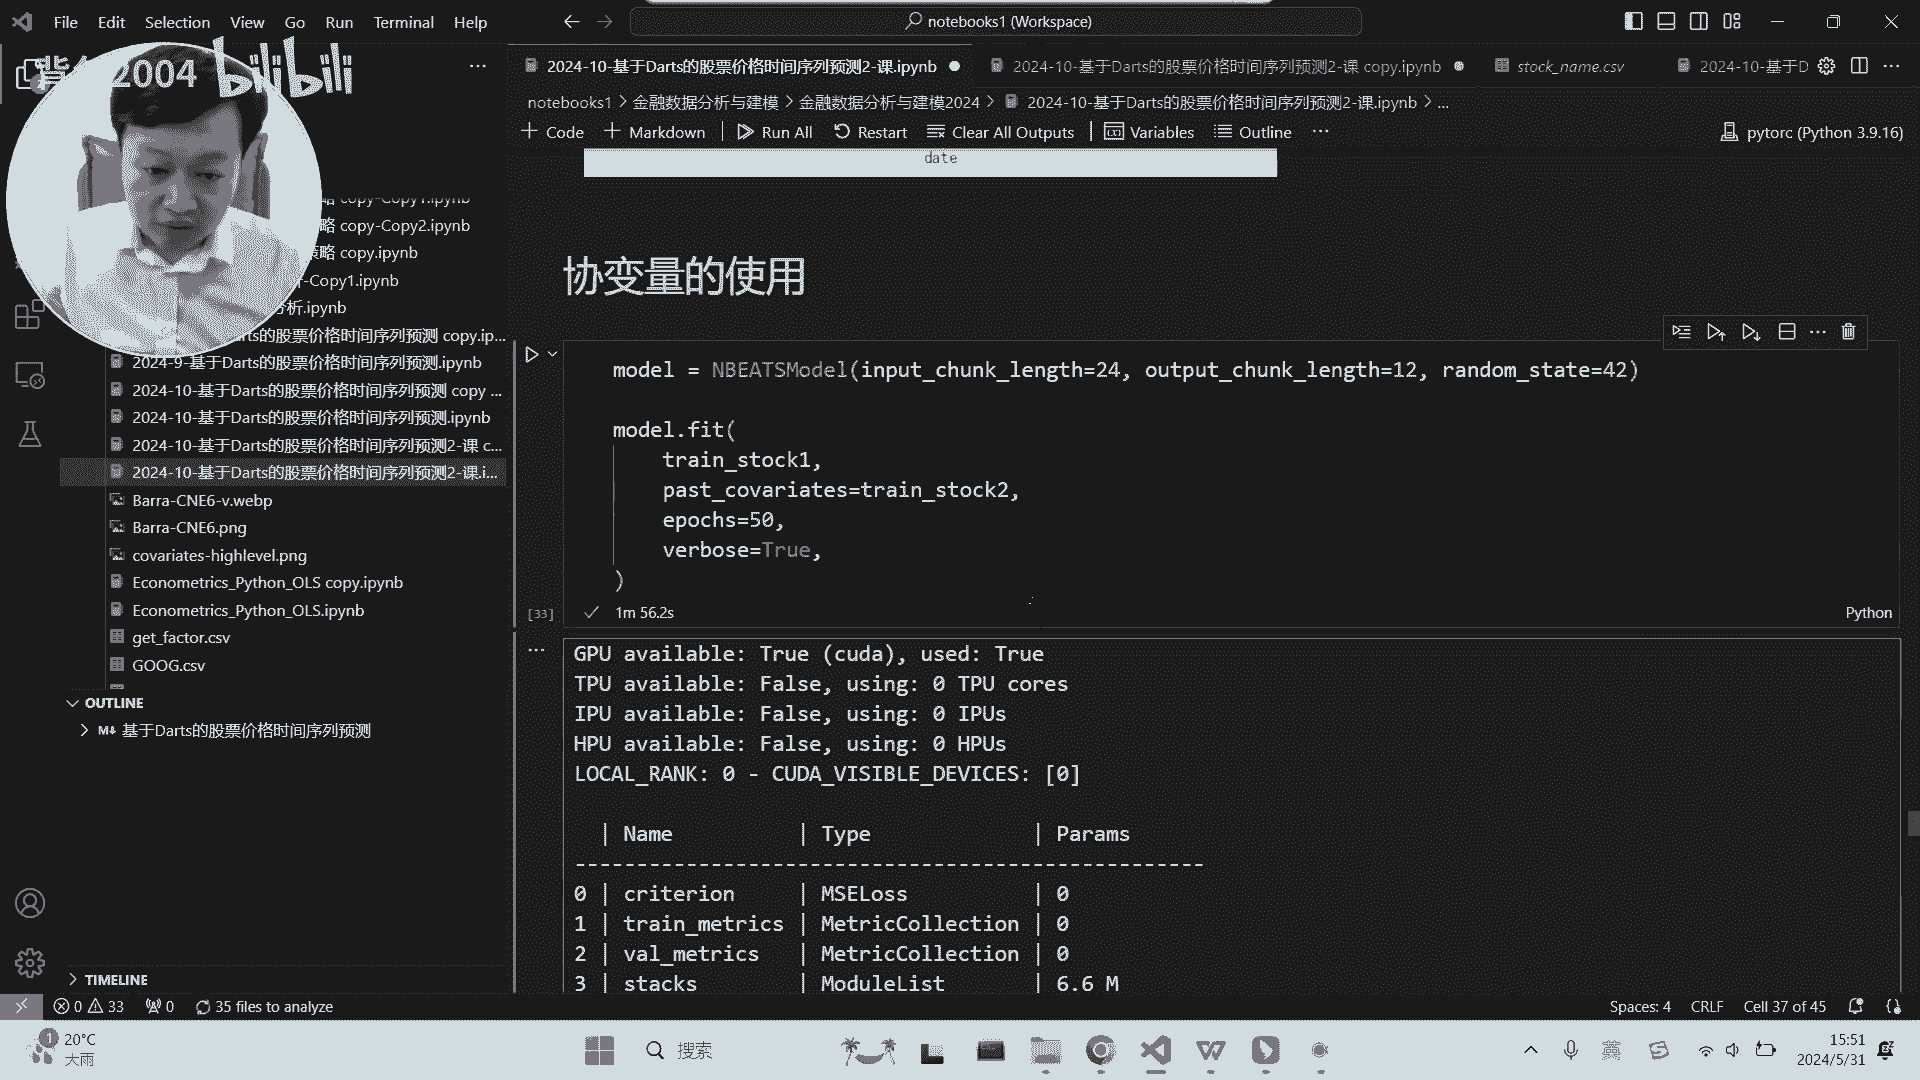 File Edit Selection View Go Run Terminal Help
notebooks1 (Workspace)
2004 bilibili
2024-10-基于Darts的股票价格时间序列预测2-课.ipynb
2024-10-基于Darts的股票价格时间序列预测2-课 copy.ipynb
stock_name.csv
2024-10-基于D
notebooks1 > 金融数据分析与建模 > 金融数据分析与建模2024 > 2024-10-基于Darts的股票价格时间序列预测2-课.ipynb > ...
+ Code + Markdown Run All Restart Clear All Outputs Variables Outline ...
pytorc (Python 3.9.16)
date
略 copy-Copy1.ipynb
略 copy-Copy2.ipynb
策略 copy.ipynb
-Copy1.ipynb
分析.ipynb
rts的股票价格时间序列预测 copy.ip...
2024-9-基于Darts的股票价格时间序列预测.ipynb
2024-10-基于Darts的股票价格时间序列预测 copy ...
2024-10-基于Darts的股票价格时间序列预测.ipynb
2024-10-基于Darts的股票价格时间序列预测2-课 c...
2024-10-基于Darts的股票价格时间序列预测2-课.i...
Barra-CNE6-v.webp
Barra-CNE6.png
covariates-highlevel.png
Econometrics_Python_OLS copy.ipynb
Econometrics_Python_OLS.ipynb
get_factor.csv
GOOG.csv
OUTLINE
M↓ 基于Darts的股票价格时间序列预测
TIMELINE
协变量的使用
model = NBEATSModel(input_chunk_length=24, output_chunk_length=12, random_state=42)
model.fit(
train_stock1,
past_covariates=train_stock2,
epochs=50,
verbose=True,
)
[33] ✓ 1m 56.2s
Python
GPU available: True (cuda), used: True
TPU available: False, using: 0 TPU cores
IPU available: False, using: 0 IPUs
HPU available: False, using: 0 HPUs
LOCAL_RANK: 0 - CUDA_VISIBLE_DEVICES: [0]
| Name | Type | Params
------------------------------------------------
0 | criterion | MSELoss | 0
1 | train_metrics | MetricCollection | 0
2 | val_metrics | MetricCollection | 0
3 | stacks | ModuleList | 6.6 M
0 33 0 35 files to analyze
Spaces: 4 CRLF Cell 37 of 45
1
20°C
大雨
搜索
英
15:51
2024/5/31